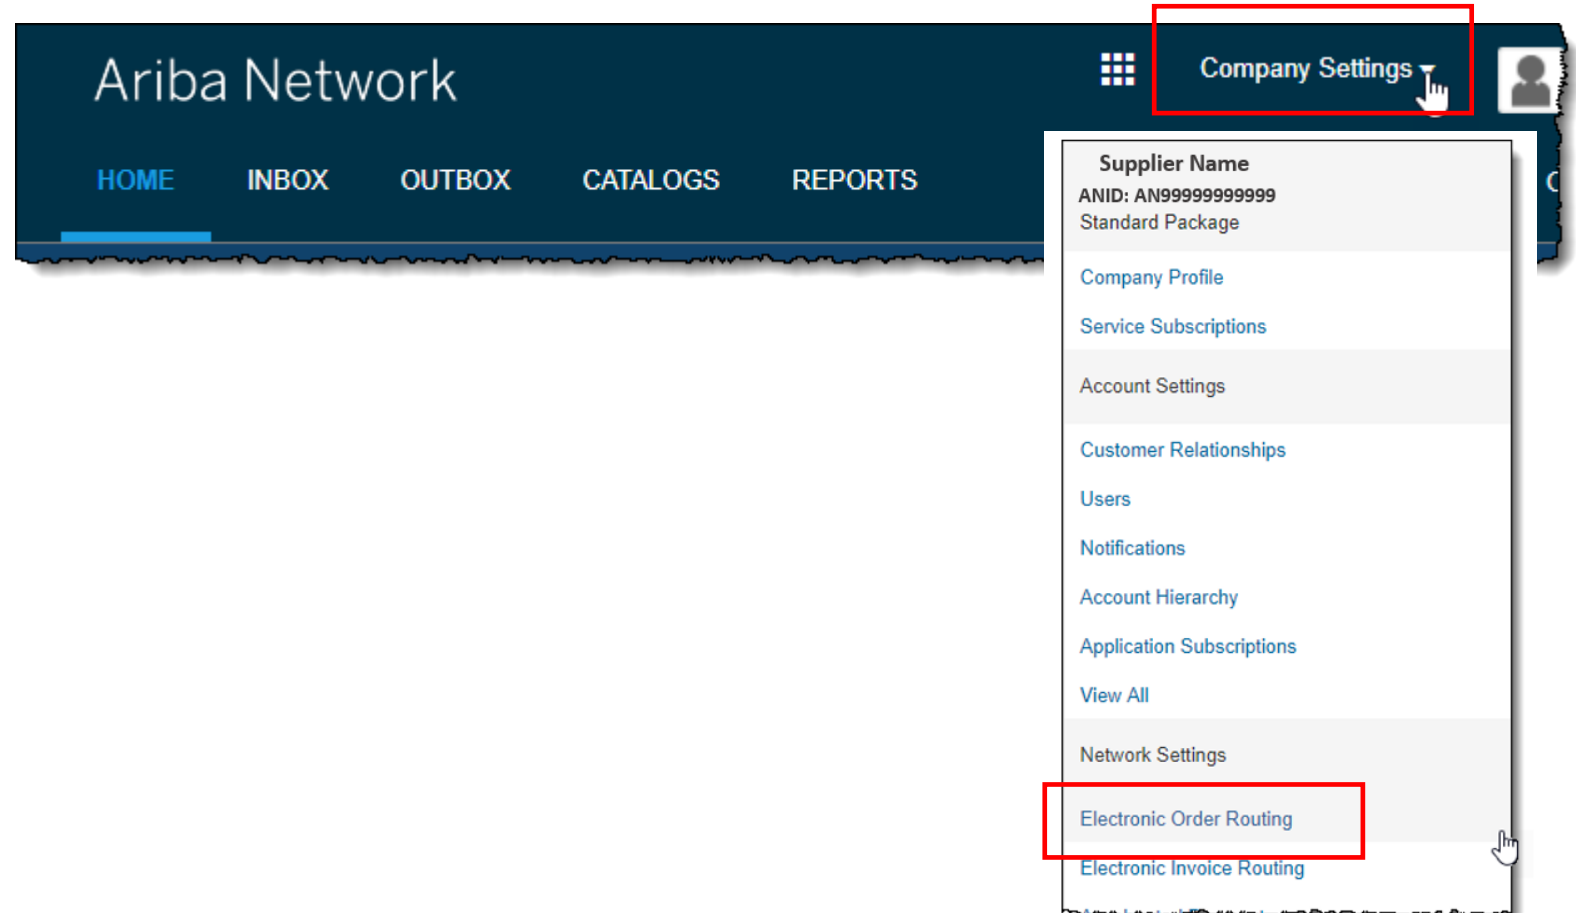 Ariba Network
Company Settings
HOME INBOX OUTBOX CATALOGS REPORTS
Supplier Name
ANID: AN99999999999
Standard Package
Company Profile
Service Subscriptions
Account Settings
Customer Relationships
Users
Notifications
Account Hierarchy
Application Subscriptions
View All
Network Settings
Electronic Order Routing
Electronic Invoice Routing